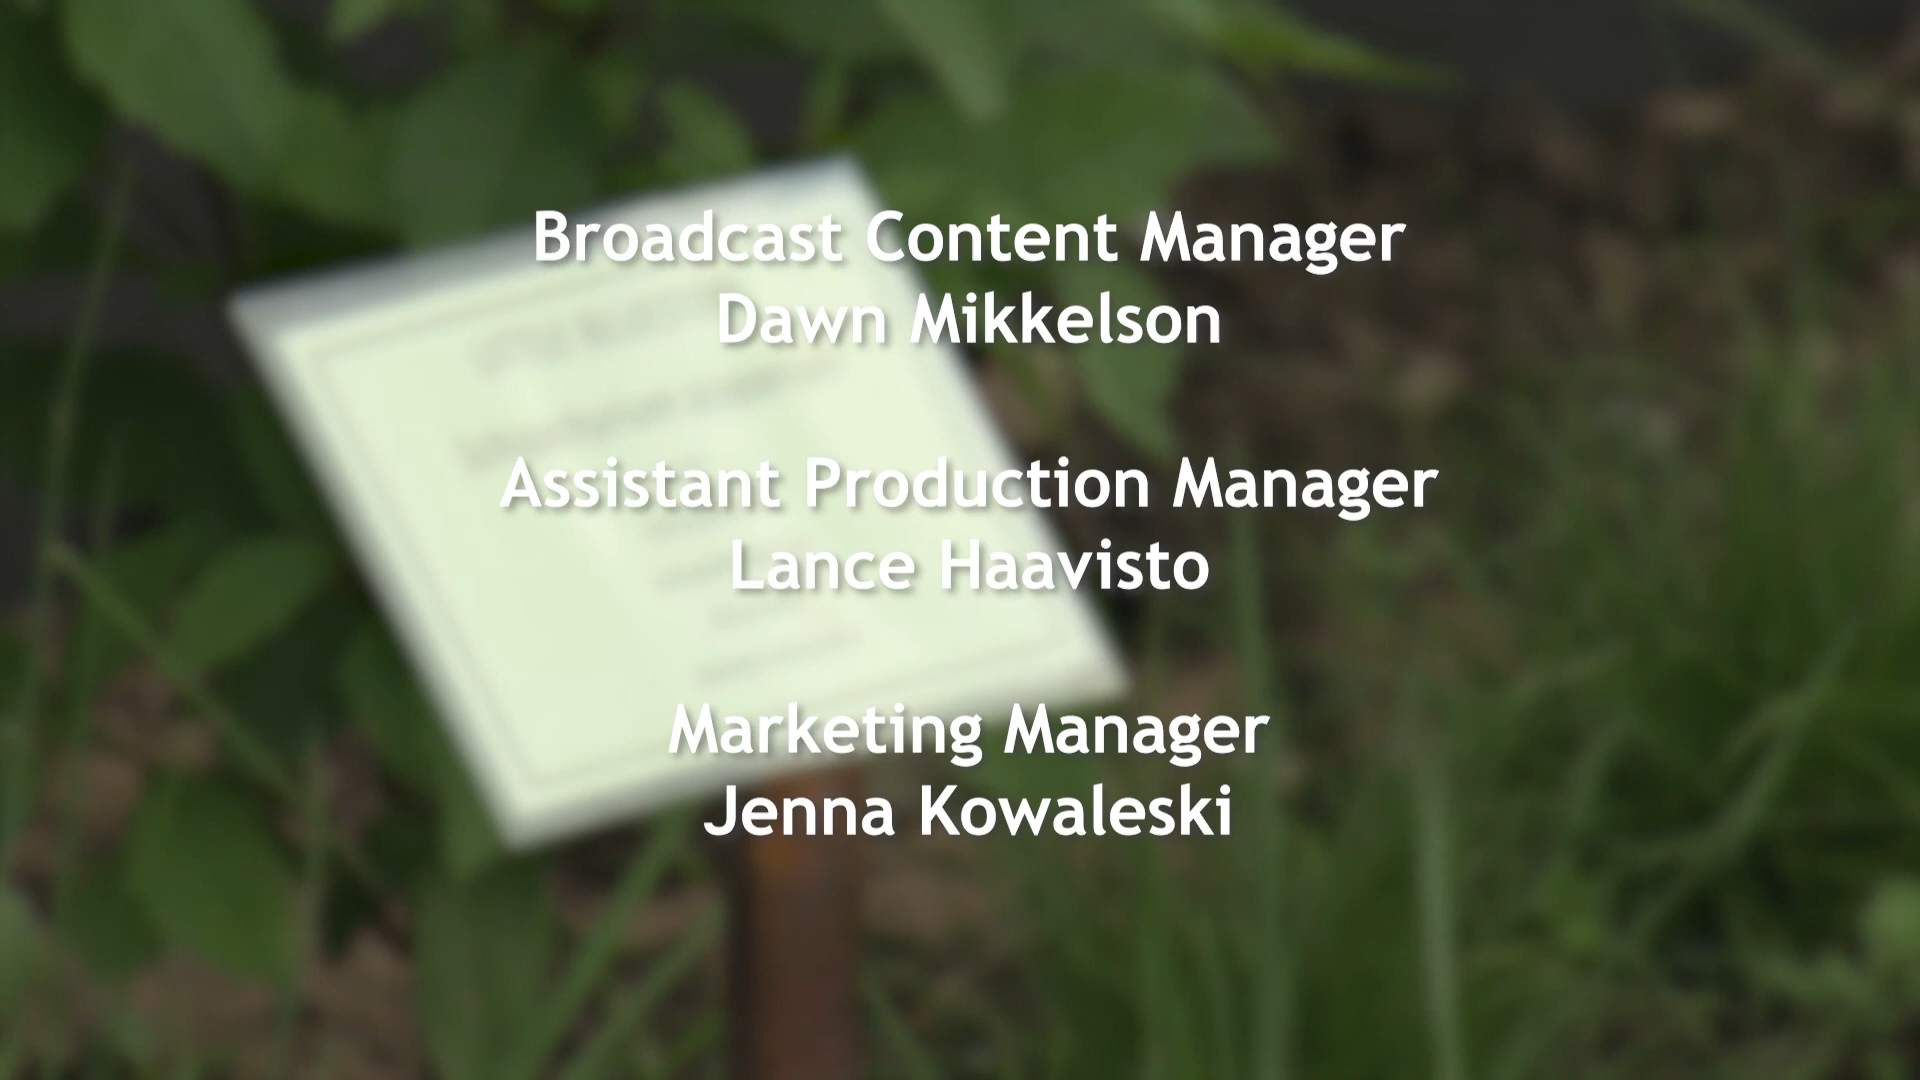 Broadcast Content Manager
Dawn Mikkelson
Assistant Production Manager
Lance Haavisto
Marketing Manager
Jenna Kowaleski